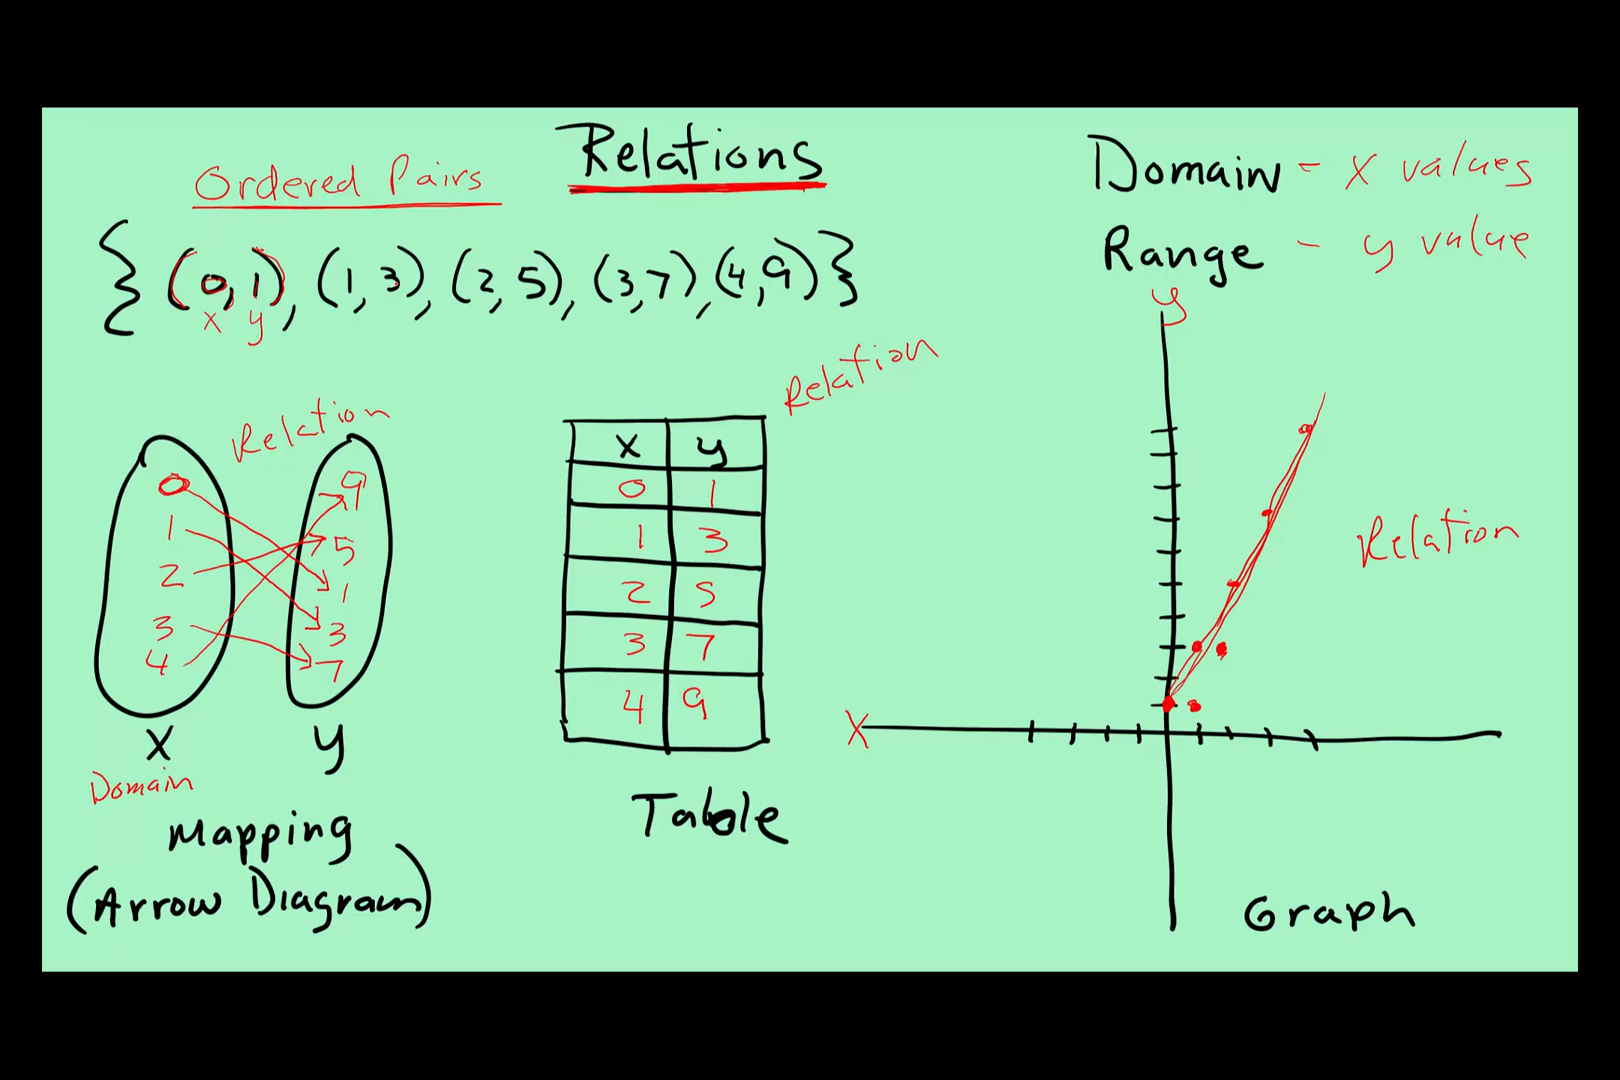 Relations
Ordered Pairs
{(0,1), (1,3), (2,5), (3,7), (4,9)}
x y
Domain = x values
Range - y value
Relation
0 9
1 5
2 1
3 3
4 7
x y
Domain
Mapping
(Arrow Diagram)
Relation
x y
0 1
1 3
2 5
3 7
4 9
Table
y
Relation
X
Graph